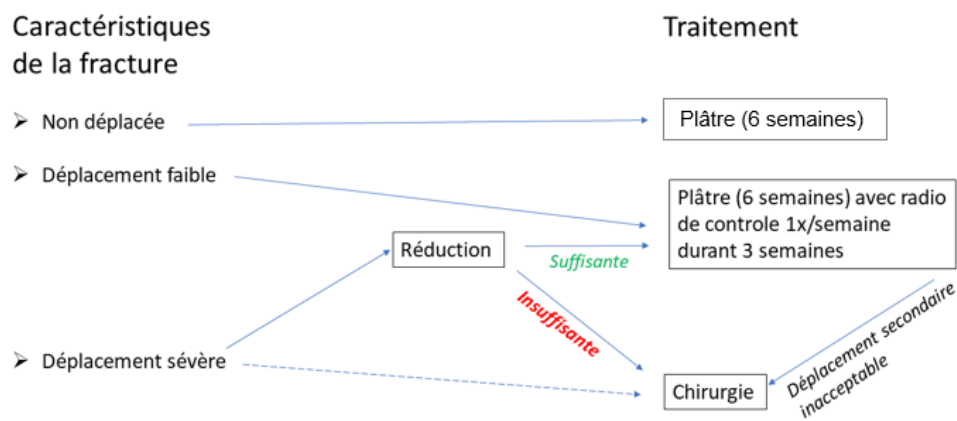 Caractéristiques
de la fracture
Traitement
Non déplacée
Plâtre (6 semaines)
Déplacement faible
Plâtre (6 semaines) avec radio
de controle 1x/semaine
durant 3 semaines
Réduction
Suffisante
Insuffisante
Déplacement secondaire
inacceptable
Déplacement sévère
Chirurgie